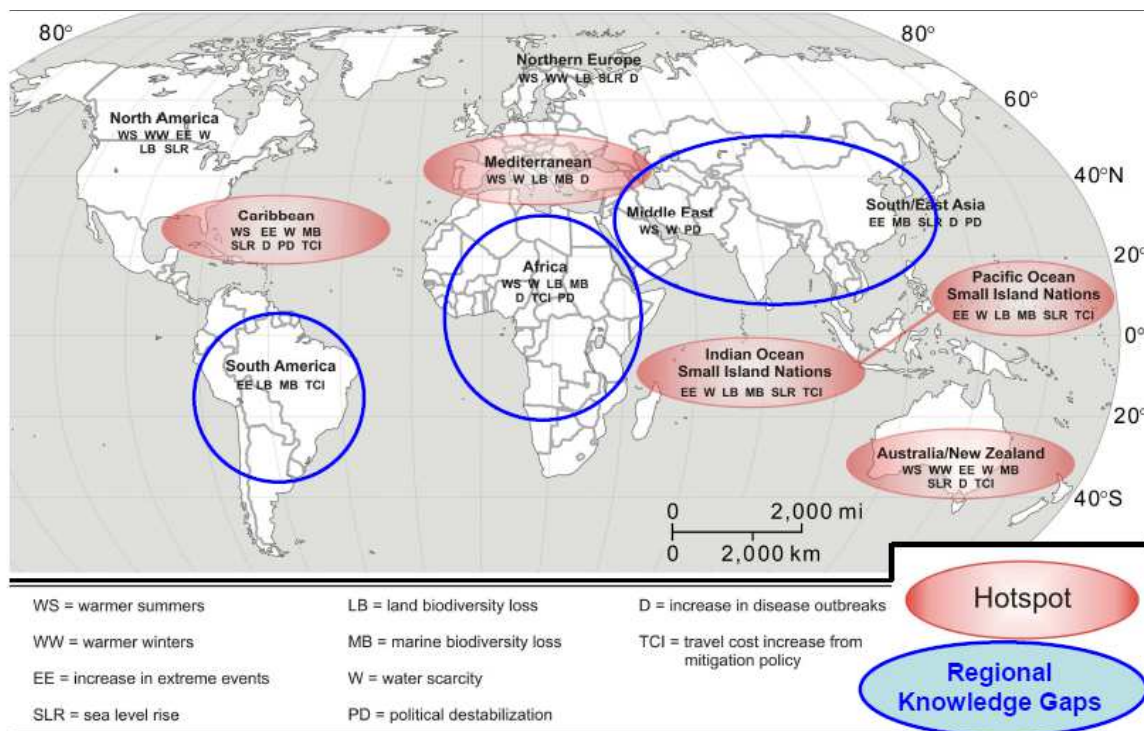 80°
80°
Northern Europe
WS WW LB SLR D
60°
North America
WS WW EE W
LB SLR
Mediterranean
WS W LB MB D
40°N
Caribbean
WS EE W MB
SLR D PD TCI
Middle East
WS W PD
South/East Asia
EE MB SLR D PD
20°
Africa
WS W LB MB
D TCI PD
Pacific Ocean
Small Island Nations
EE W LB MB SLR TCI
0°
South America
EE LB MB TCI
Indian Ocean
Small Island Nations
EE W LB MB SLR TCI
20°
Australia/New Zealand
WS WW EE W MB
SLR D TCI
40°S
0 2,000 mi
0 2,000 km
WS = warmer summers
WW = warmer winters
EE = increase in extreme events
SLR = sea level rise
LB = land biodiversity loss
MB = marine biodiversity loss
W = water scarcity
PD = political destabilization
D = increase in disease outbreaks
TCI = travel cost increase from
mitigation policy
Hotspot
Regional
Knowledge Gaps